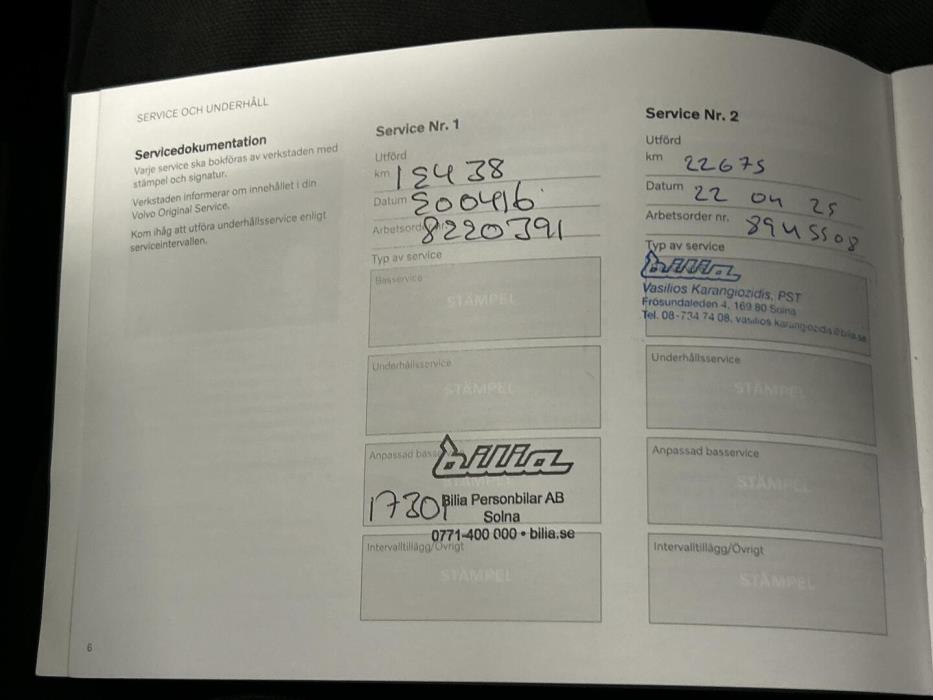 SERVICE OCH UNDERHÅLL
Servicedokumentation
Varje service ska bokföras av verkstaden med
stämpel och signatur.
Verkstaden informerar om innehållet i din
Volvo Original Service.
Kom ihåg att utföra underhållsservice enligt
serviceintervallen.
6
Service Nr. 1
Utförd
km
Datum 200416
Arbetsorder nr. 8220391
Typ av service
Basservice
STÄMPEL
Underhållsservice
STÄMPEL
Anpassad basservice
bilia
STÄMPEL
17301 Bilia Personbilar AB
Solna
0771-400 000 • bilia.se
Intervalltillägg/Övrigt
STÄMPEL
Service Nr. 2
Utförd
km 22675
Datum 22 04 25
Arbetsorder nr. 8945508
Typ av service
bilia
Vasilios Karangiozidis, PST
Frösundaleden 4, 169 80 Solna
Tel. 08-734 74 08, vasilios.karangiozidis@bilia.se
Underhållsservice
STÄMPEL
Anpassad basservice
STÄMPEL
Intervalltillägg/Övrigt
STÄMPEL